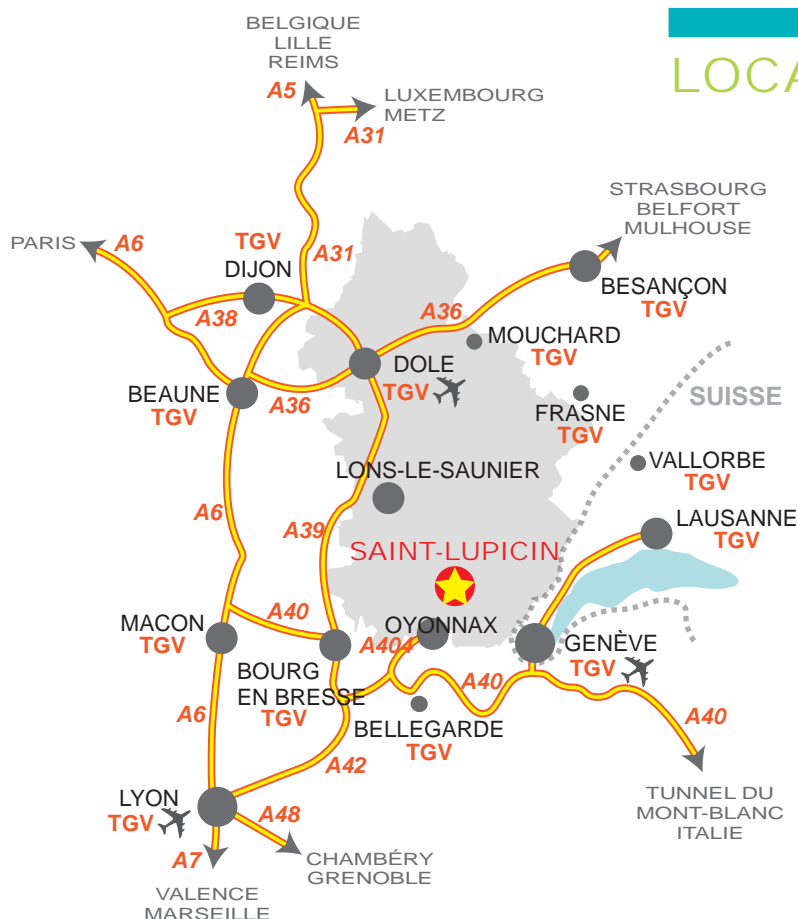 BELGIQUE
LILLE
REIMS
LOCA
A5
LUXEMBOURG
METZ
A31
STRASBOURG
BELFORT
MULHOUSE
PARIS
A6
TGV
DIJON
A31
A38
A36
BESANÇON
TGV
MOUCHARD
TGV
DOLE
TGV
BEAUNE
TGV
A36
FRASNE
TGV
SUISSE
VALLORBE
TGV
LONS-LE-SAUNIER
A6
A39
LAUSANNE
TGV
SAINT-LUPICIN
A40
MACON
TGV
A404
OYONNAX
GENÈVE
TGV
BOURG
EN BRESSE
TGV
A40
A40
A6
BELLEGARDE
TGV
A42
LYON
TGV
A48
TUNNEL DU
MONT-BLANC
ITALIE
A7
CHAMBÉRY
GRENOBLE
VALENCE
MARSEILLE